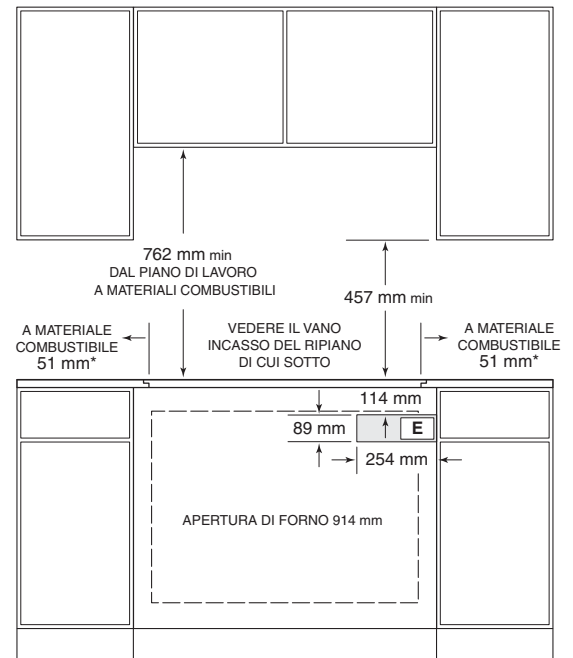 762 mm min
DAL PIANO DI LAVORO
A MATERIALI COMBUSTIBILI
457 mm min
A MATERIALE
COMBUSTIBILE
51 mm*
VEDERE IL VANO
INCASSO DEL RIPIANO
DI CUI SOTTO
A MATERIALE
COMBUSTIBILE
51 mm*
114 mm
89 mm
E
254 mm
APERTURA DI FORNO 914 mm